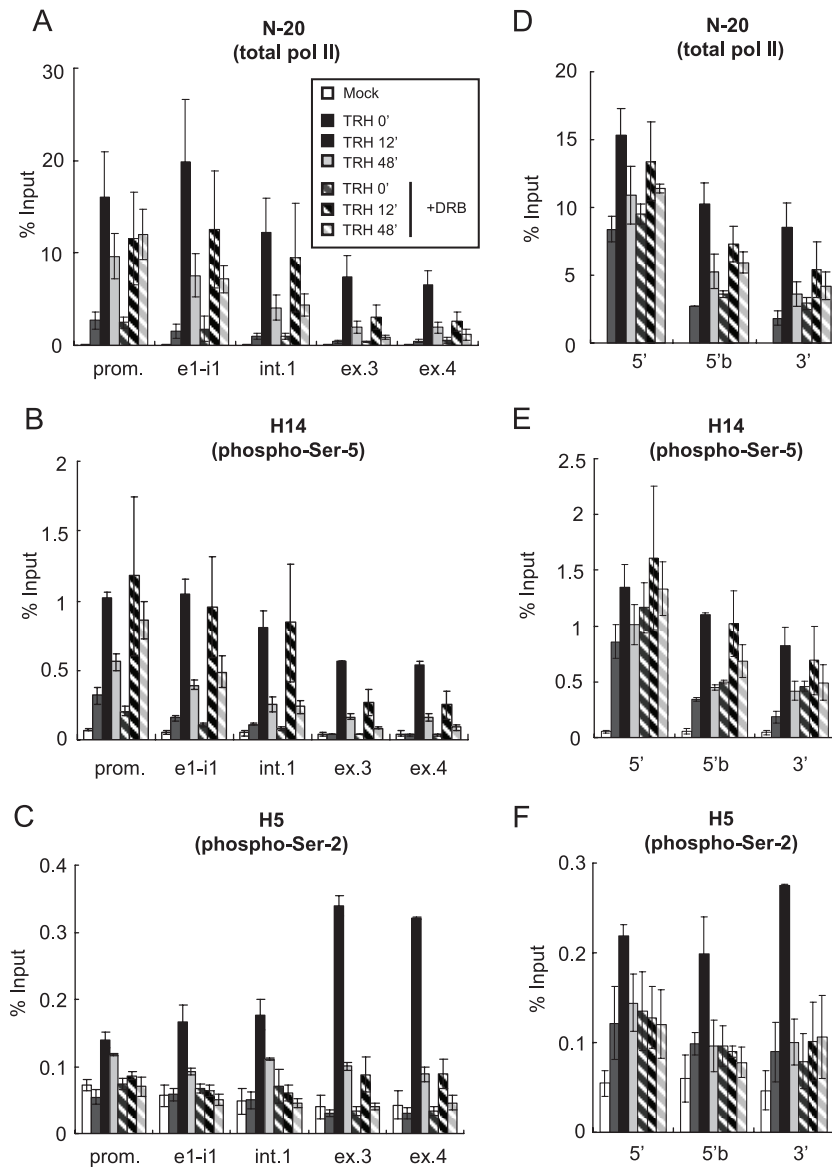 A
N-20
(total pol II)
% Input
30
20
10
0
Mock
TRH 0'
TRH 12'
TRH 48'
TRH 0'
TRH 12'
TRH 48'
+DRB
prom.
e1-i1
int.1
ex.3
ex.4
D
N-20
(total pol II)
% Input
20
15
10
5
0
5'
5'b
3'
B
H14
(phospho-Ser-5)
% Input
2
1.5
1
0.5
0
prom.
e1-i1
int.1
ex.3
ex.4
E
H14
(phospho-Ser-5)
% Input
2.5
2
1.5
1
0.5
0
5'
5'b
3'
C
H5
(phospho-Ser-2)
% Input
0.4
0.3
0.2
0.1
0
prom.
e1-i1
int.1
ex.3
ex.4
F
H5
(phospho-Ser-2)
% Input
0.3
0.2
0.1
0
5'
5'b
3'